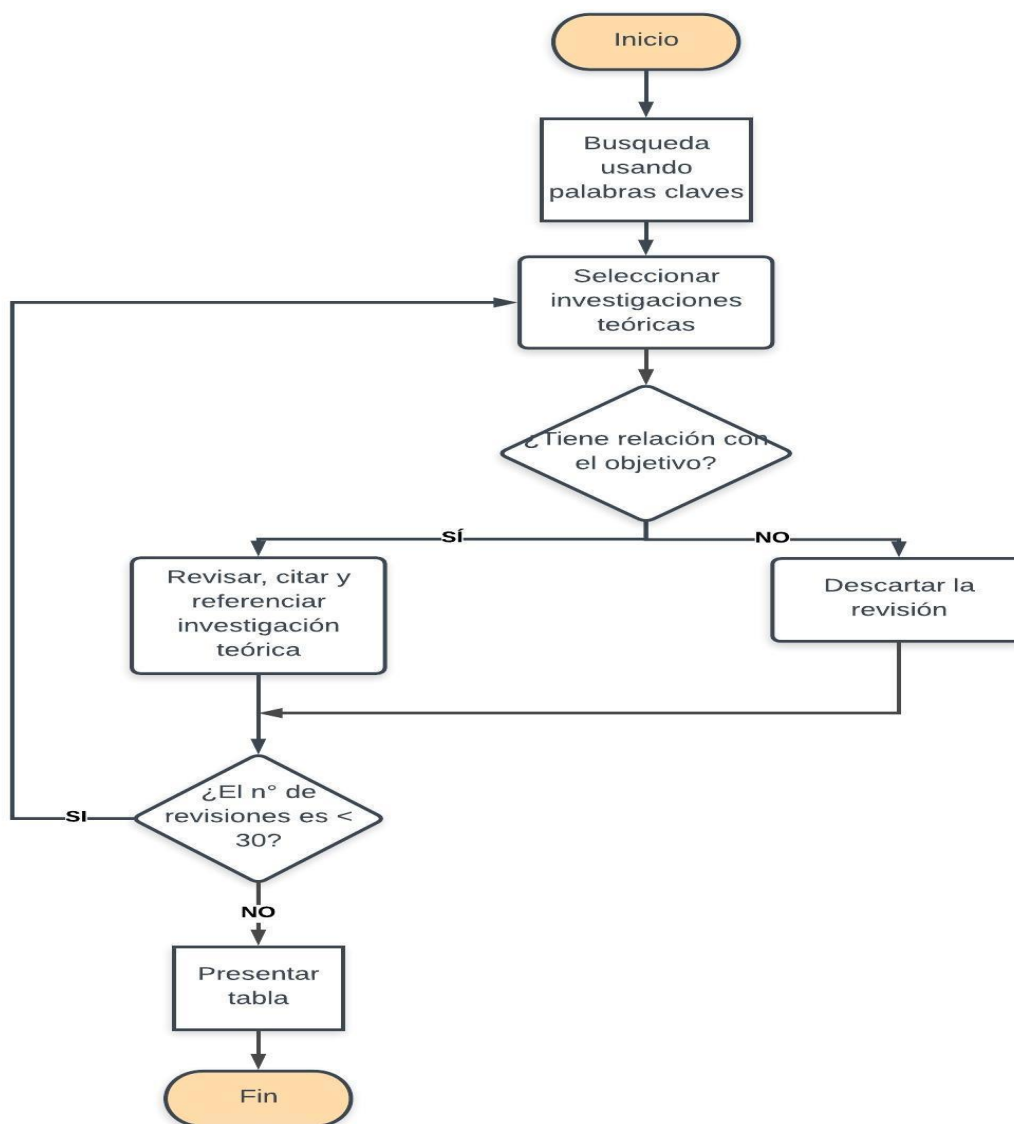 Inicio
Busqueda
usando
palabras claves
Seleccionar
investigaciones
teóricas
¿Tiene relación con
el objetivo?
SÍ
NO
Revisar, citar y
referenciar
investigación
teórica
Descartar la
revisión
¿El n° de
revisiones es <
30?
SI
NO
Presentar
tabla
Fin